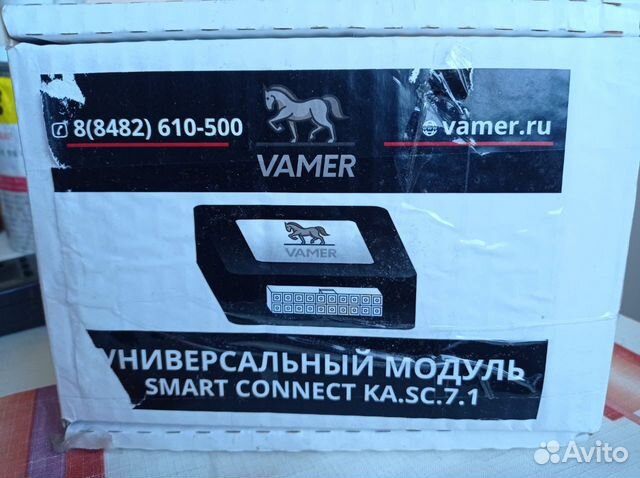 8(8482) 610-500
vamer.ru
VAMER
VAMER
УНИВЕРСАЛЬНЫЙ МОДУЛЬ
SMART CONNECT KA.SC.7.1
Avito